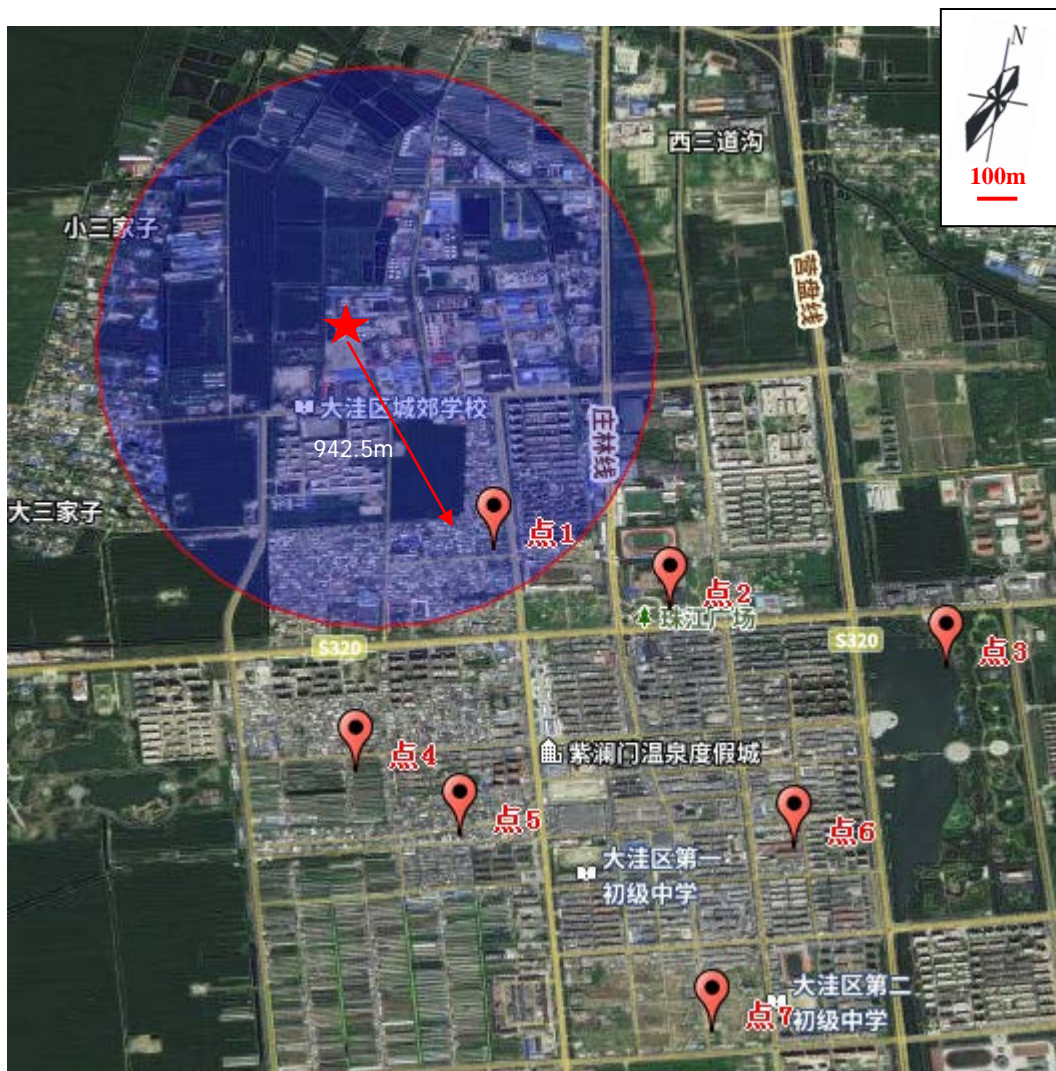 N
100m
西三道沟
小三家子
营盘线
大洼区城郊学校
庄林线
942.5m
大三家子
点1
点2
珠江广场
S320
S320
点3
点4
紫澜门温泉度假城
点5
点6
大洼区第一
初级中学
大洼区第二
初级中学
点7